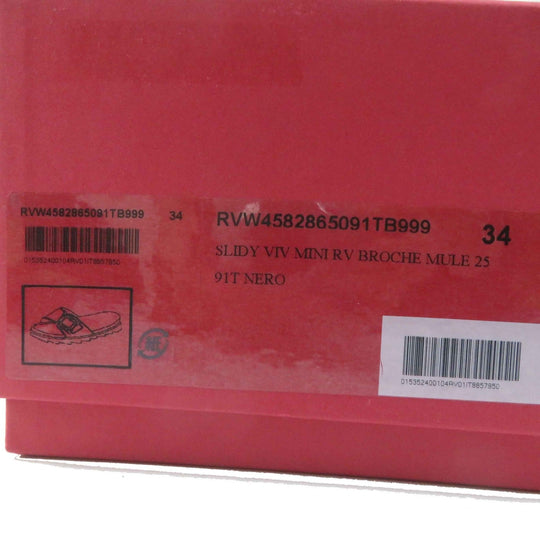 RVW4582865091TB999 34
015352400104RV01IT8857850
RVW4582865091TB999 34
SLIDY VIV MINI RV BROCHE MULE 25
91T NERO
015352400104RV01IT8857850